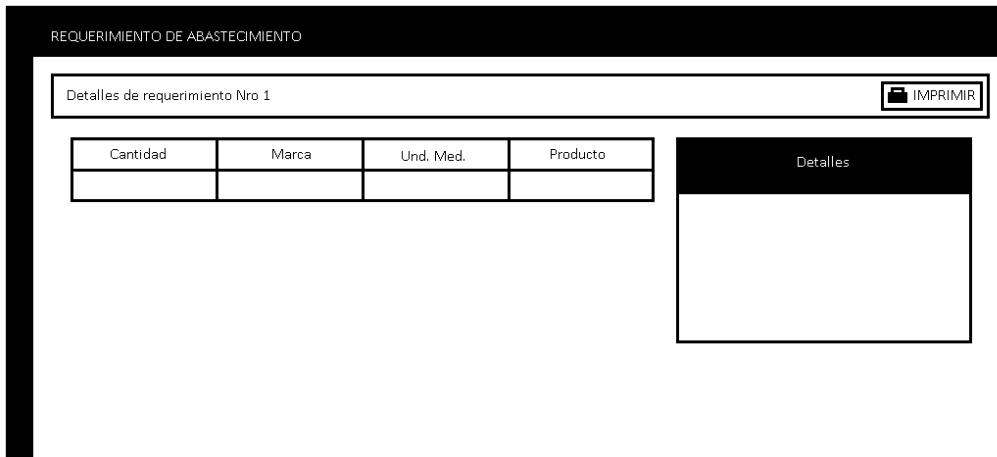 REQUERIMIENTO DE ABASTECIMIENTO
Detalles de requerimiento Nro 1
IMPRIMIR
Cantidad
Marca
Und. Med.
Producto
Detalles